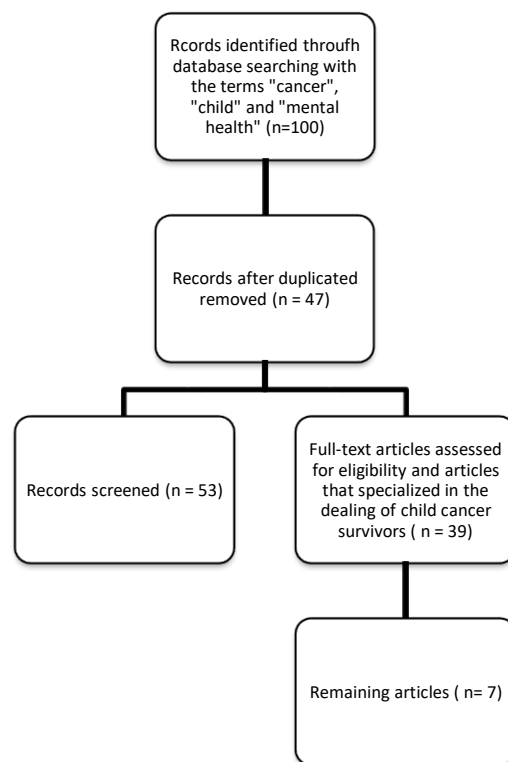 Rcords identified throufh
database searching with
the terms "cancer",
"child" and "mental
health" (n=100)
Records after duplicated
removed (n = 47)
Records screened (n = 53)
Full-text articles assessed
for eligibility and articles
that specialized in the
dealing of child cancer
survivors ( n = 39)
Remaining articles ( n= 7)